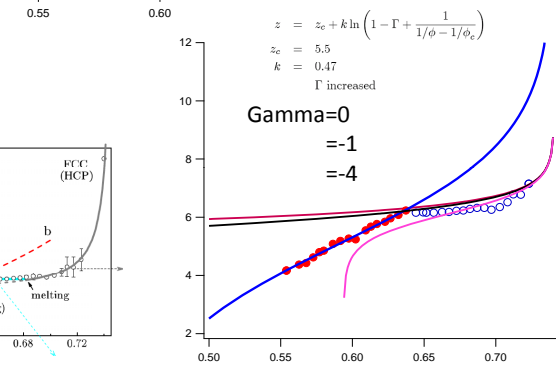 0.55
0.60
z = z_c + k ln(1 − Γ + 1/(1/ϕ − 1/ϕ_c))
z_c = 5.5
k = 0.47
Γ increased
Gamma=0
=-1
=-4
12
10
8
6
4
2
0.50
0.55
0.60
0.65
0.70
FCC
(HCP)
b
melting
0.68
0.72